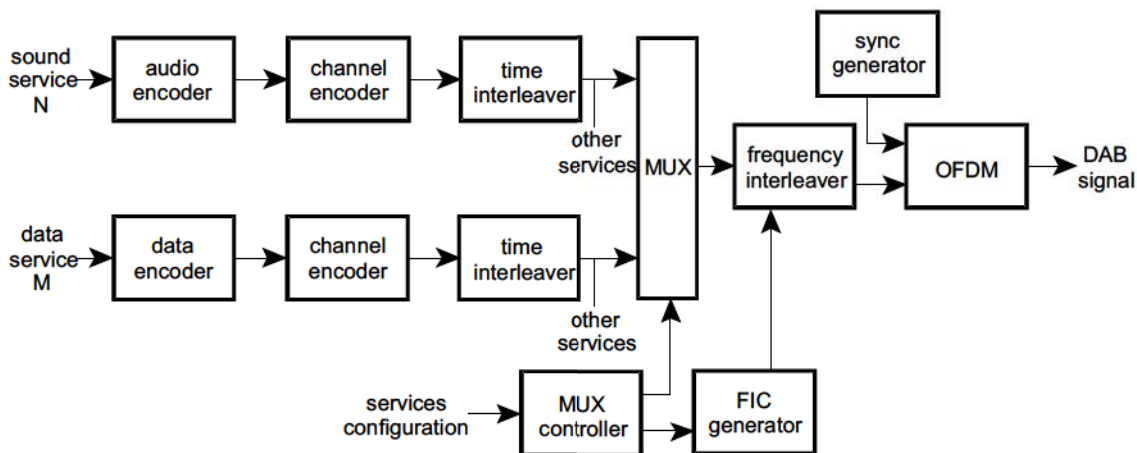 sound
service
N
audio
encoder
channel
encoder
time
interleaver
other
services
MUX
sync
generator
frequency
interleaver
OFDM
DAB
signal
data
service
M
data
encoder
channel
encoder
time
interleaver
other
services
services
configuration
MUX
controller
FIC
generator